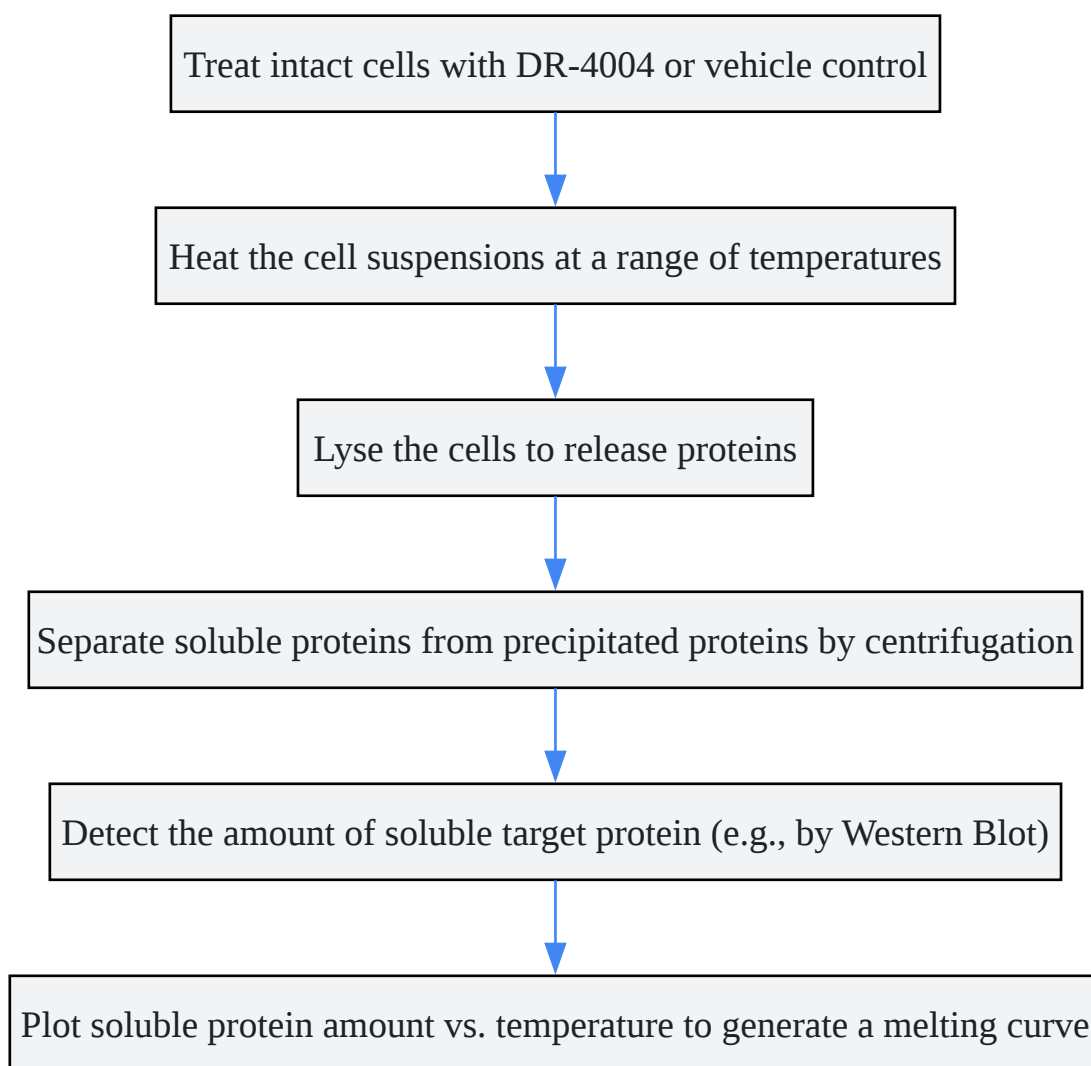 Treat intact cells with DR-4004 or vehicle control
Heat the cell suspensions at a range of temperatures
Lyse the cells to release proteins
Separate soluble proteins from precipitated proteins by centrifugation
Detect the amount of soluble target protein (e.g., by Western Blot)
Plot soluble protein amount vs. temperature to generate a melting curve